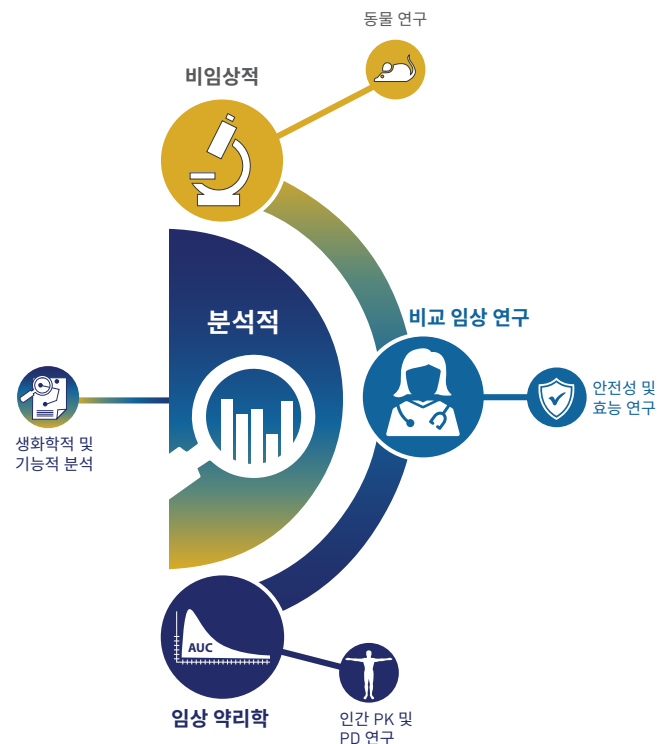 동물 연구
비임상적
분석적
비교 임상 연구
안전성 및
효능 연구
생화학적 및
기능적 분석
AUC
임상 약리학
인간 PK 및
PD 연구